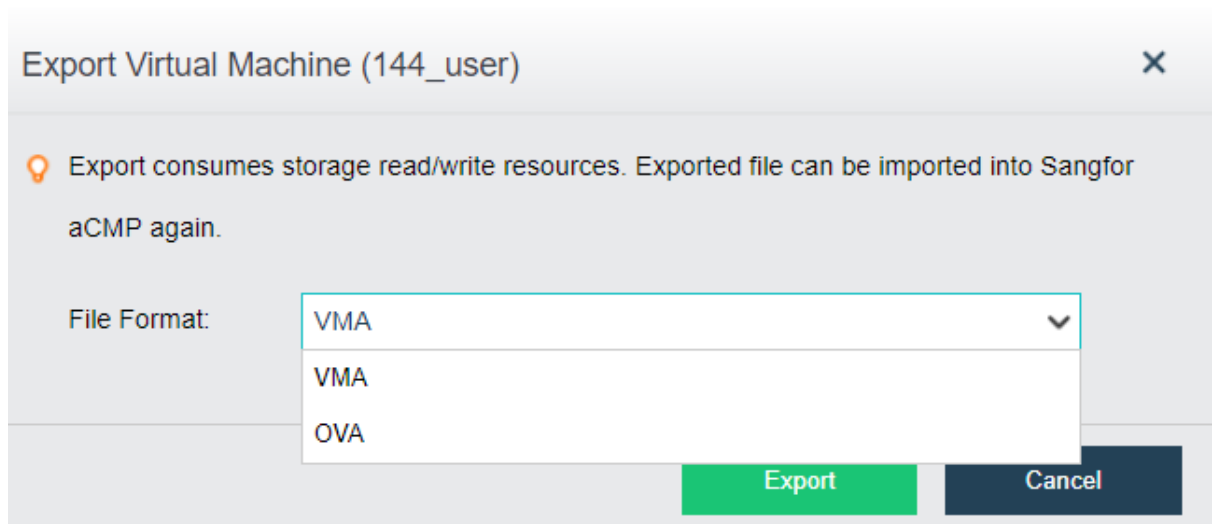 Export Virtual Machine (144_user)
Export consumes storage read/write resources. Exported file can be imported into Sangfor
aCMP again.
File Format:
VMA
VMA
OVA
Export
Cancel